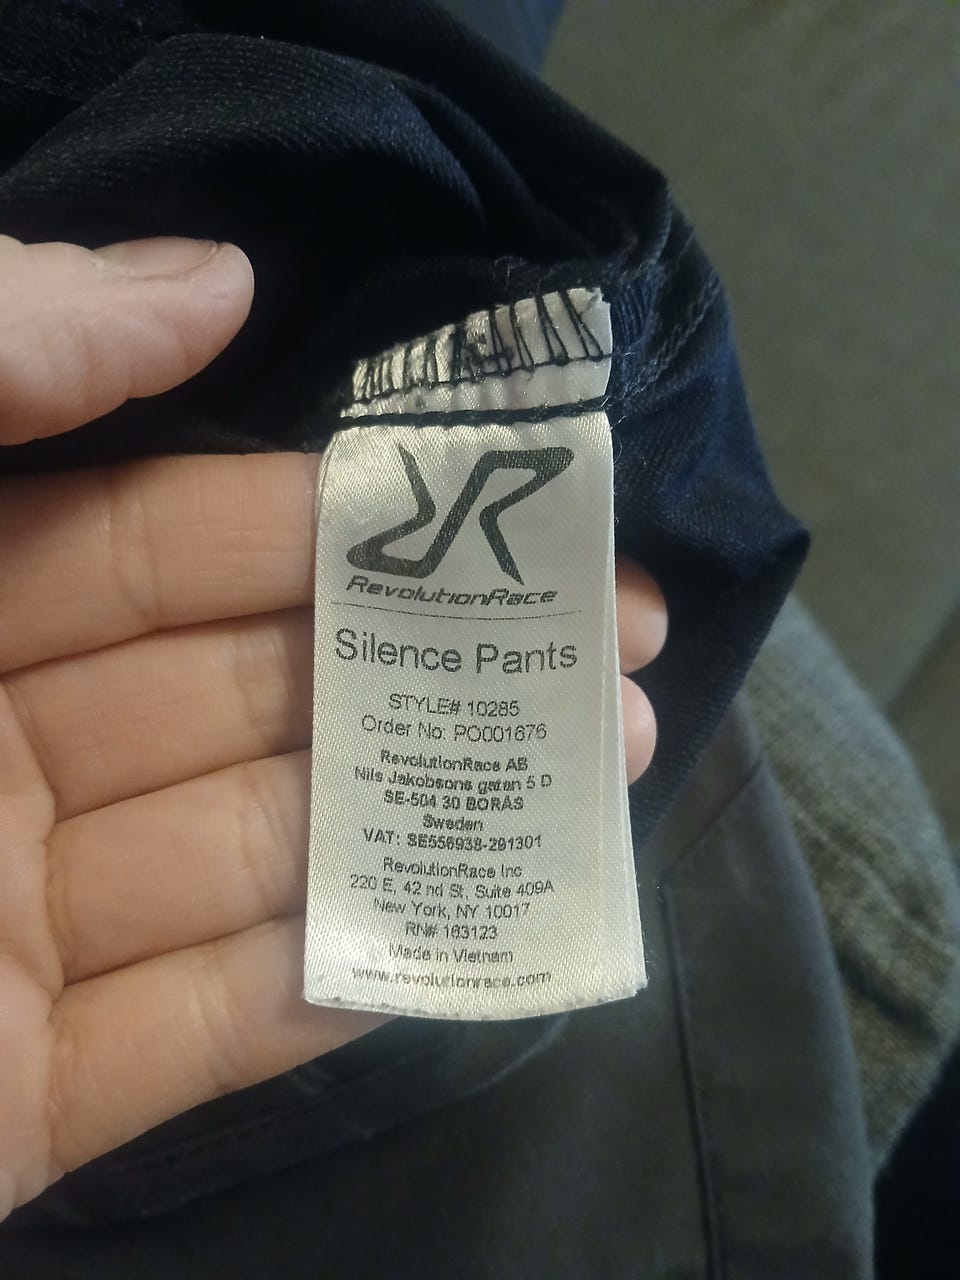 RevolutionRace
Silence Pants
STYLE# 10285
Order No: PO001676
RevolutionRace AB
Nils Jakobsons gatan 5 D
SE-504 30 BORÅS
Sweden
VAT: SE556938-291301
RevolutionRace Inc
220 E, 42 nd St, Suite 409A
New York, NY 10017
RN# 163123
Made in Vietnam
www.revolutionrace.com